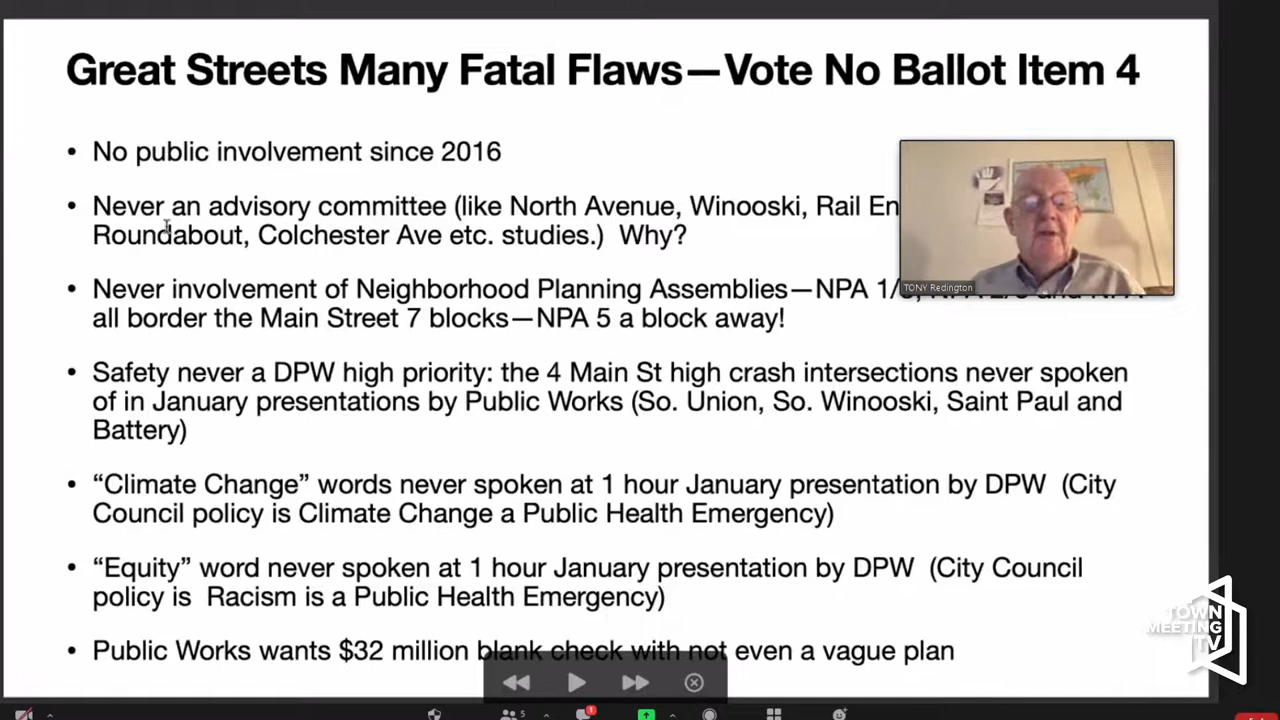 Great Streets Many Fatal Flaws—Vote No Ballot Item 4
• No public involvement since 2016
• Never an advisory committee (like North Avenue, Winooski, Rail
Roundabout, Colchester Ave etc. studies.)  Why?
• Never involvement of Neighborhood Planning Assemblies—NPA
all border the Main Street 7 blocks—NPA 5 a block away!
• Safety never a DPW high priority: the 4 Main St high crash intersections never spoken
of in January presentations by Public Works (So. Union, So. Winooski, Saint Paul and
Battery)
• “Climate Change” words never spoken at 1 hour January presentation by DPW  (City
Council policy is Climate Change a Public Health Emergency)
• “Equity” word never spoken at 1 hour January presentation by DPW  (City Council
policy is  Racism is a Public Health Emergency)
• Public Works wants $32 million blank check with not even a vague plan
TONY Redington
TOWN
MEETING
TV
5
1